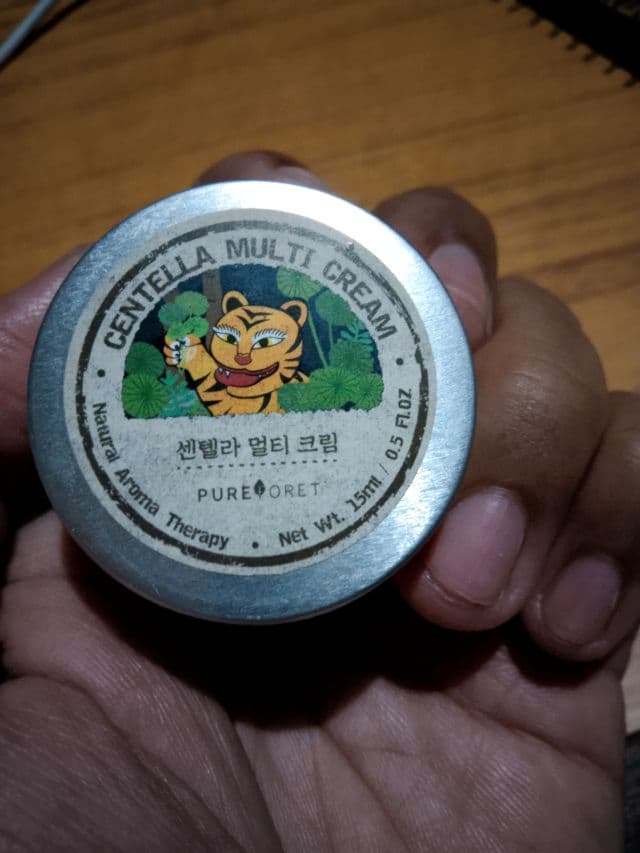 CENTELLA MULTI CREAM
센텔라 멀티 크림
PUREFORET
Natural Aroma Therapy • Net Wt. 15ml / 0.5 Fl.OZ